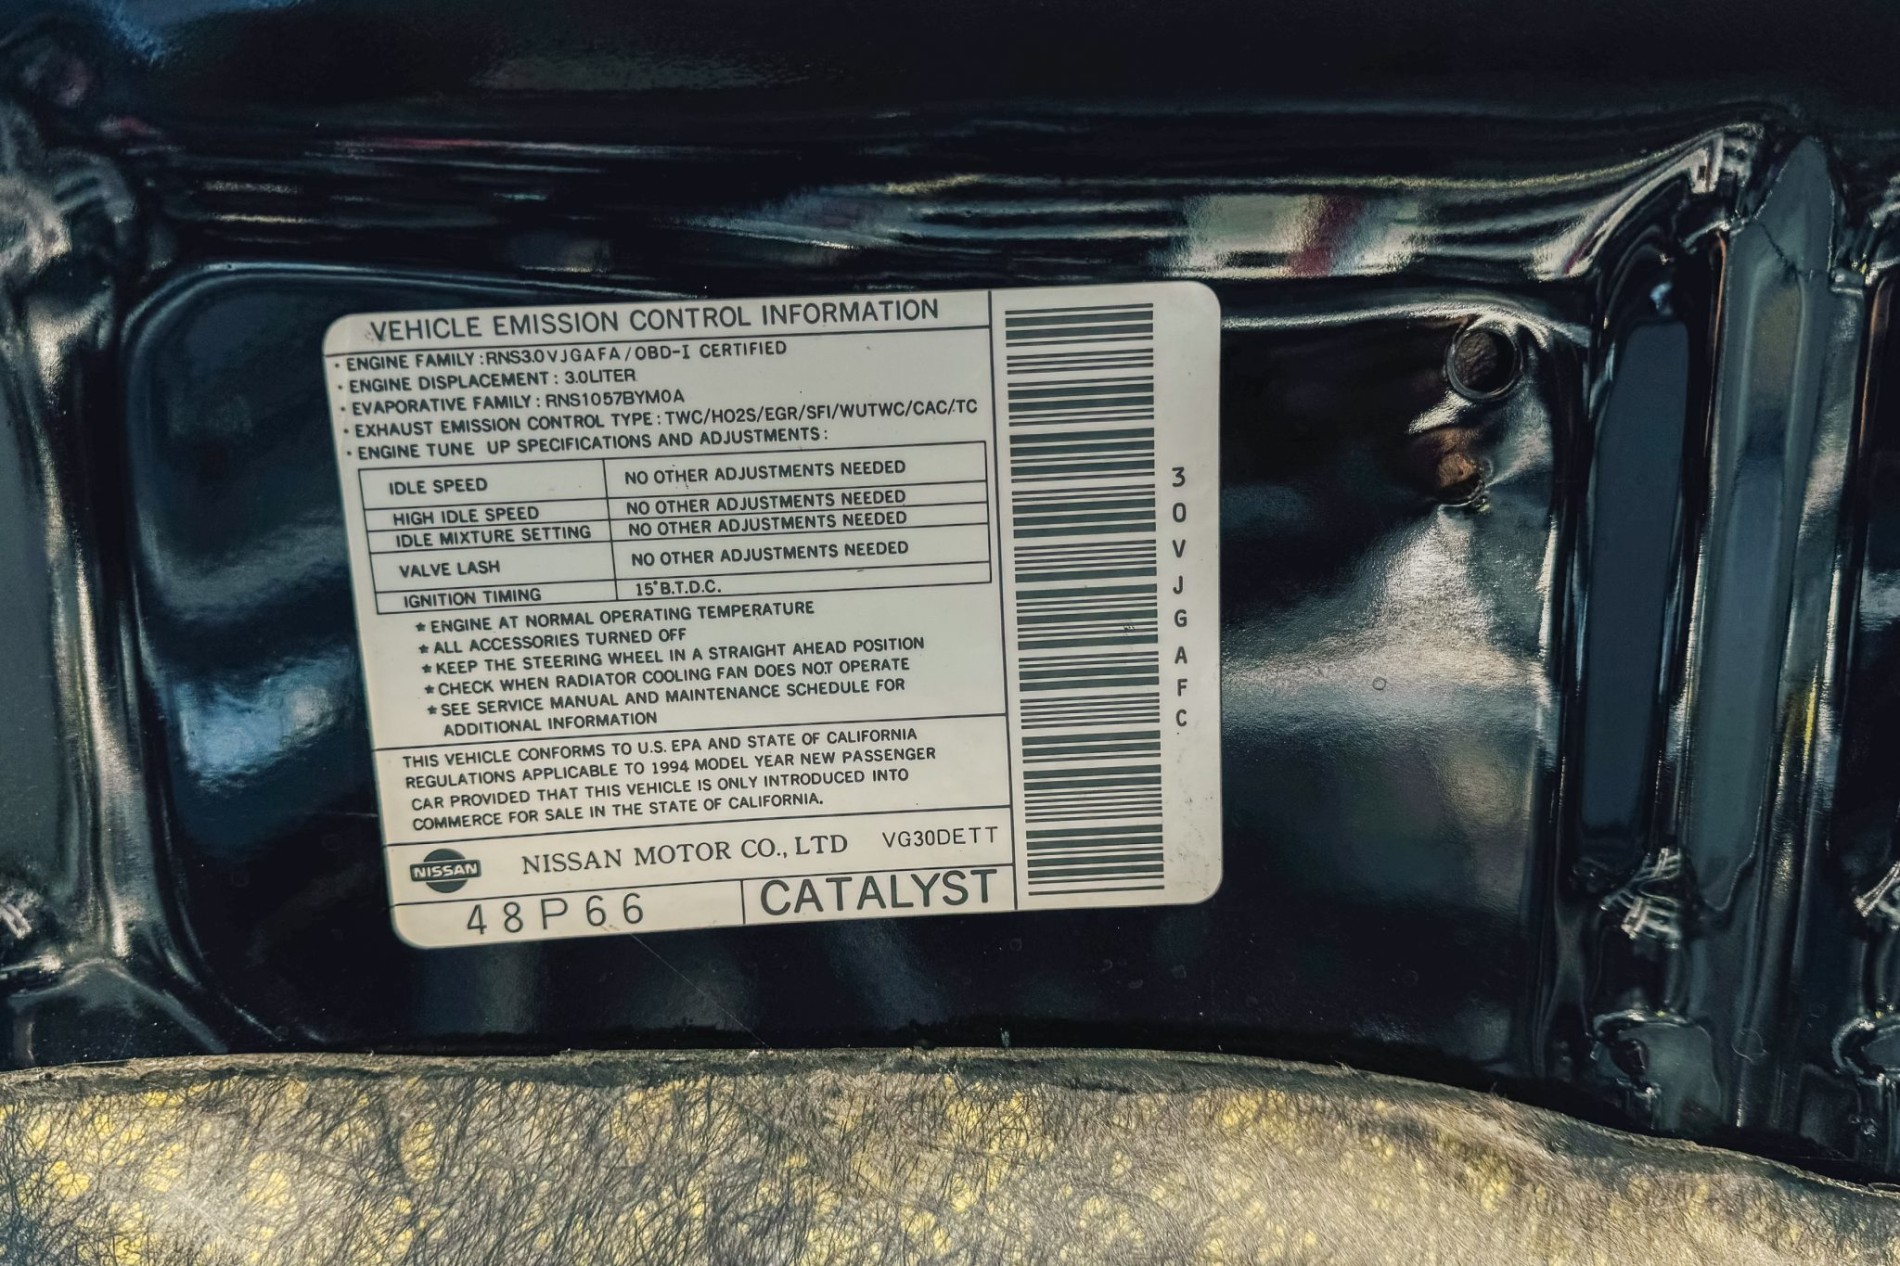 VEHICLE EMISSION CONTROL INFORMATION
· ENGINE FAMILY : RNS3.0VJGAFA / OBD-I CERTIFIED
· ENGINE DISPLACEMENT : 3.0LITER
· EVAPORATIVE FAMILY : RNS1057BYM0A
· EXHAUST EMISSION CONTROL TYPE : TWC/HO2S/EGR/SFI/WUTWC/CAC/TC
· ENGINE TUNE UP SPECIFICATIONS AND ADJUSTMENTS :
IDLE SPEED NO OTHER ADJUSTMENTS NEEDED
HIGH IDLE SPEED NO OTHER ADJUSTMENTS NEEDED
IDLE MIXTURE SETTING NO OTHER ADJUSTMENTS NEEDED
VALVE LASH NO OTHER ADJUSTMENTS NEEDED
IGNITION TIMING 15°B.T.D.C.
* ENGINE AT NORMAL OPERATING TEMPERATURE
* ALL ACCESSORIES TURNED OFF
* KEEP THE STEERING WHEEL IN A STRAIGHT AHEAD POSITION
* CHECK WHEN RADIATOR COOLING FAN DOES NOT OPERATE
* SEE SERVICE MANUAL AND MAINTENANCE SCHEDULE FOR
ADDITIONAL INFORMATION
THIS VEHICLE CONFORMS TO U.S. EPA AND STATE OF CALIFORNIA
REGULATIONS APPLICABLE TO 1994 MODEL YEAR NEW PASSENGER
CAR PROVIDED THAT THIS VEHICLE IS ONLY INTRODUCED INTO
COMMERCE FOR SALE IN THE STATE OF CALIFORNIA.
NISSAN NISSAN MOTOR CO., LTD VG30DETT
48P66 CATALYST
30VJGAFC